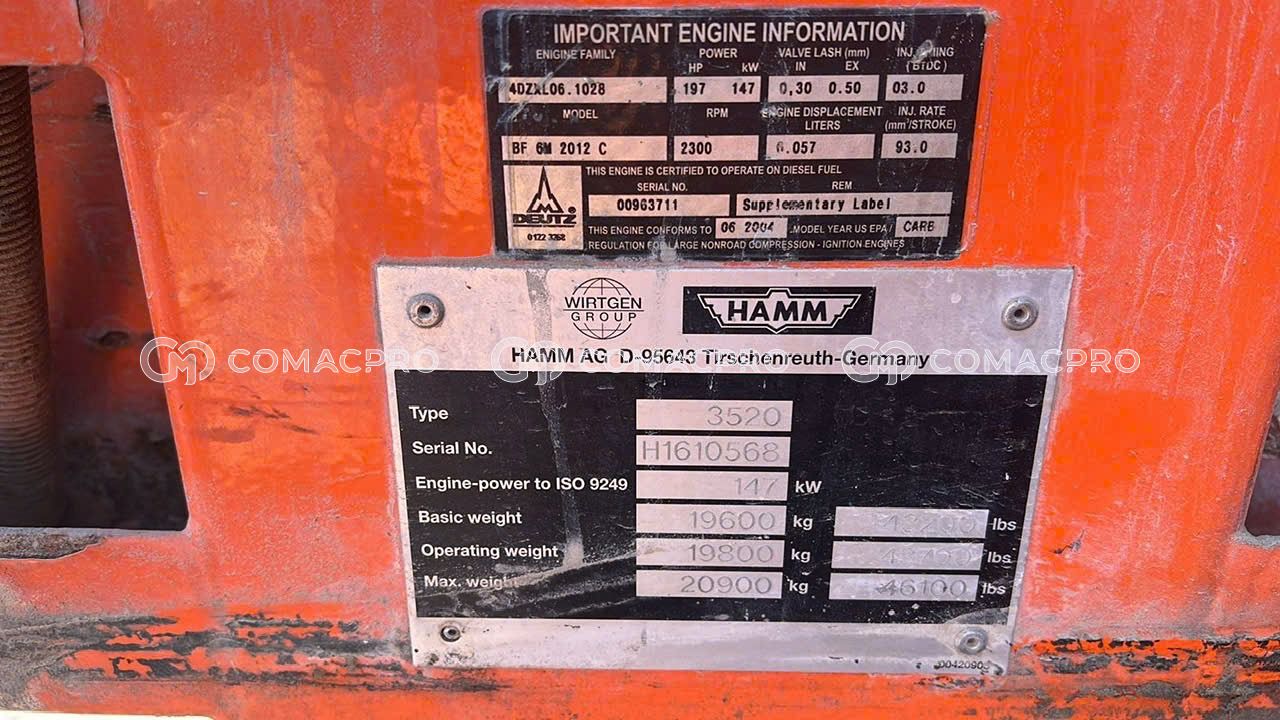 IMPORTANT ENGINE INFORMATION
ENIGINE FAMILY POWER VALVE LASH (mm)
HP kW IN EX (BTDC)
4DZXL06.1028 197 147 0,30 0.50 03.0
MODEL RPM ENGINE DISPLACEMENT INJ. RATE
LITERS (mm³/STROKE)
BF 6M 2012 C 2300 6.057 93.0
THIS ENGINE IS CERTIFIED TO OPERATE ON DIESEL FUEL
SERIAL NO. REM
00963711 Supplementary Label
DEUTZ ®
THIS ENGINE CONFORMS TO 06 2004 .MODEL YEAR US EPA / CARB
REGULATION FOR LARGE NONROAD COMPRESSION - IGNITION ENGINES
WIRTGEN
GROUP
HAMM
HAMM AG D-95643 Tirschenreuth-Germany
COMACPRO COMACPRO COMACPRO
Type 3520
Serial No. H1610568
Engine-power to ISO 9249 147 kW
Basic weight 19600 kg lbs
Operating weight 19800 kg lbs
Max. weight 20900 kg 46100 lbs